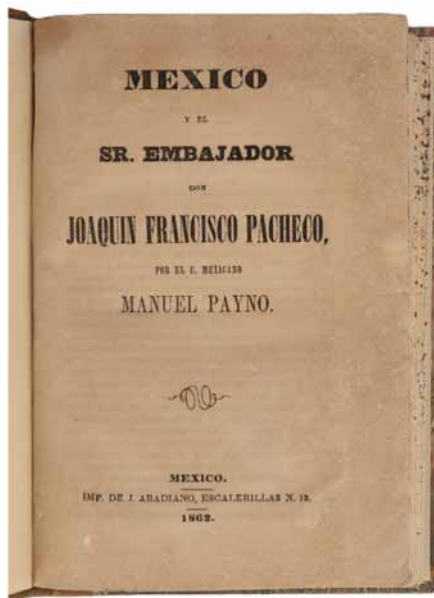 MEXICO
Y EL
SR. EMBAJADOR
DON
JOAQUIN FRANCISCO PACHECO,
POR EL C. MEXICANO
MANUEL PAYNO.
MEXICO.
IMP. DE J. ABADIANO, ESCALERILLAS N. 13.
1862.